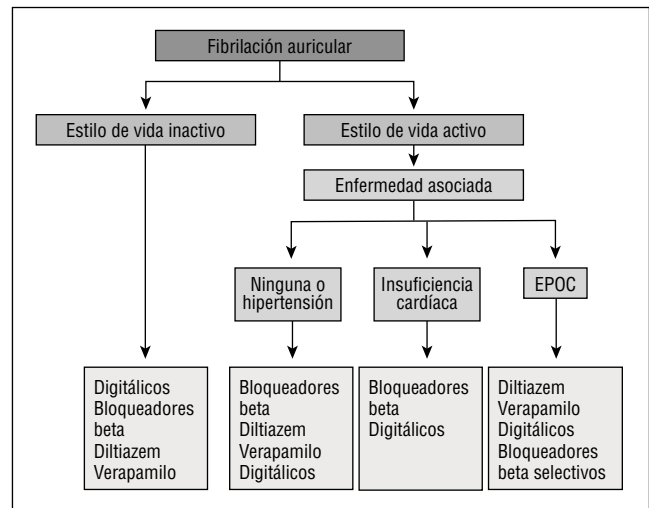 Fibrilación auricular
Estilo de vida inactivo
Estilo de vida activo
Enfermedad asociada
Ninguna o
hipertensión
Insuficiencia
cardíaca
EPOC
Digitálicos
Bloqueadores
beta
Diltiazem
Verapamilo
Bloqueadores
beta
Diltiazem
Verapamilo
Digitálicos
Bloqueadores
beta
Digitálicos
Diltiazem
Verapamilo
Digitálicos
Bloqueadores
beta selectivos